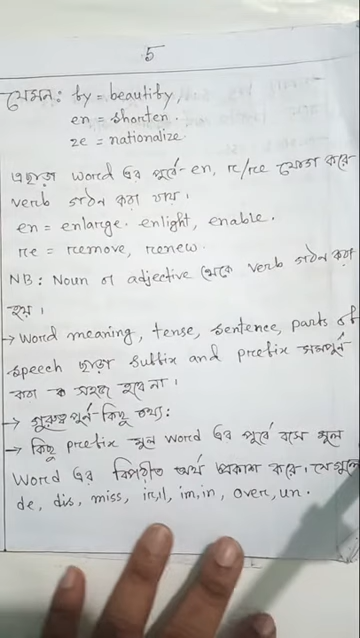 5
যেমন: fy = beautify,
en = shorten.
ze = nationalize.
এছাড়া word এর পূর্বে- en, re/re যোগ করে
verb গঠন করা যায়।
en = enlarge. enlight, enable.
re = remove, renew.
NB: Noun or adjective থেকে verb গঠন করা
হয়।
→ Word meaning, tense, sentence, parts of
speech ছাড়া suffix and prefix সম্পূর্ন
করা সহজ হবে না।
→ গুরুত্বপূর্ন কিছু তথ্য:
→ কিছু prefix মূল word এর পূর্বে বসে মূল
word এর বিপরীত অর্থ প্রকাশ করে।
de, dis, miss, ir,il, im,in, over, un.